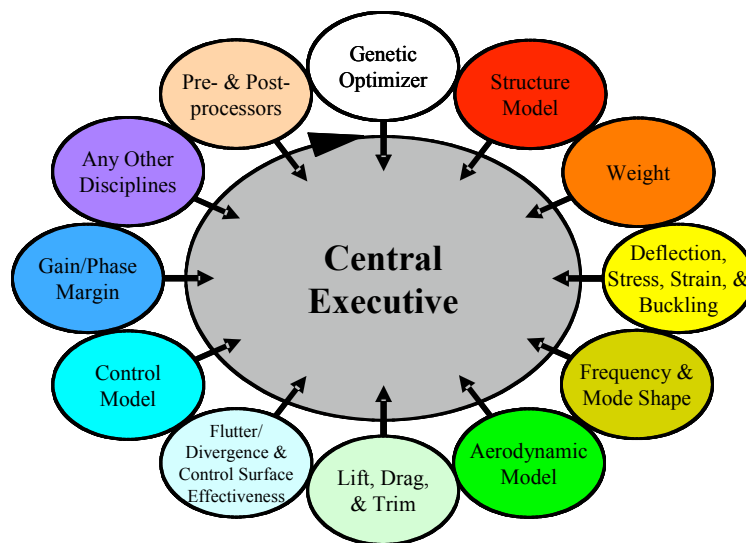 Genetic
Optimizer
Structure
Model
Weight
Deflection,
Stress, Strain, &
Buckling
Frequency &
Mode Shape
Aerodynamic
Model
Lift, Drag,
& Trim
Flutter/
Divergence &
Control Surface
Effectiveness
Control
Model
Gain/Phase
Margin
Any Other
Disciplines
Pre- & Post-
processors
Central
Executive